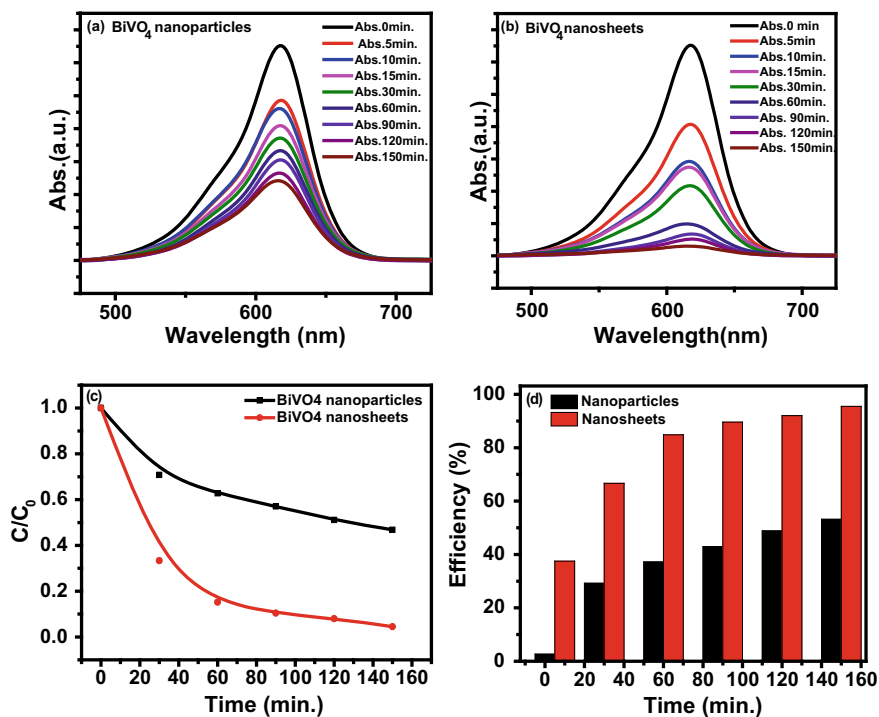 (a) BiVO4 nanoparticles
Abs.0min.
Abs.5min.
Abs.10min.
Abs.15min.
Abs.30min.
Abs.60min.
Abs.90min.
Abs.120min.
Abs.150min.
Abs.(a.u.)
500 600 700
Wavelength (nm)
(b) BiVO4 nanosheets
Abs.0 min
Abs.5min
Abs.10min.
Abs.15min.
Abs.30min.
Abs.60min.
Abs. 90min.
Abs. 120min
Abs. 150min.
Abs.(a.u.)
500 600 700
Wavelength(nm)
(c)
BiVO4 nanoparticles
BiVO4 nanosheets
1.0
0.8
0.6
0.4
0.2
0.0
C/C0
0 20 40 60 80 100 120 140 160
Time (min.)
(d)
Nanoparticles
Nanosheets
100
80
60
40
20
0
Efficiency (%)
0 20 40 60 80 100 120 140 160
Time (min.)